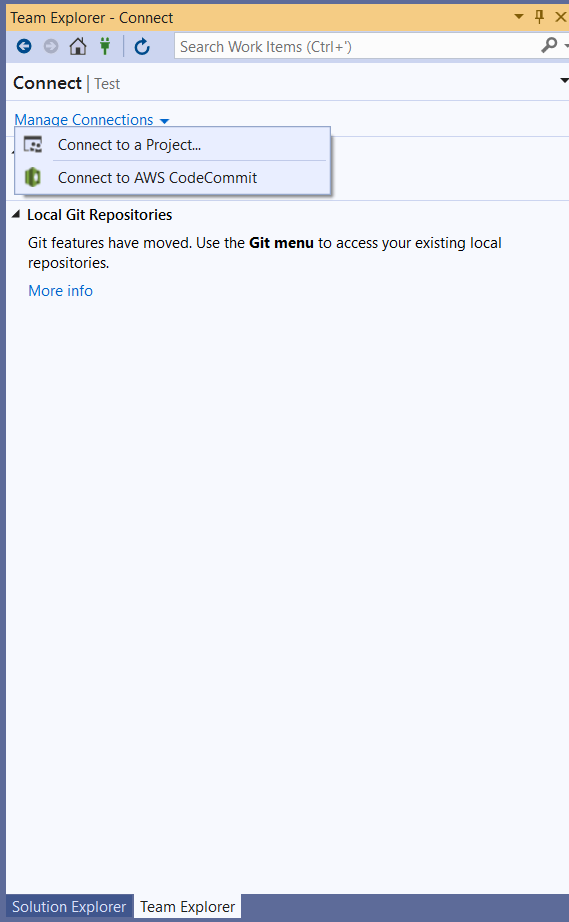 Team Explorer - Connect
Search Work Items (Ctrl+')
Connect | Test
Manage Connections
Connect to a Project...
Connect to AWS CodeCommit
Local Git Repositories
Git features have moved. Use the Git menu to access your existing local
repositories.
More info
Solution Explorer
Team Explorer